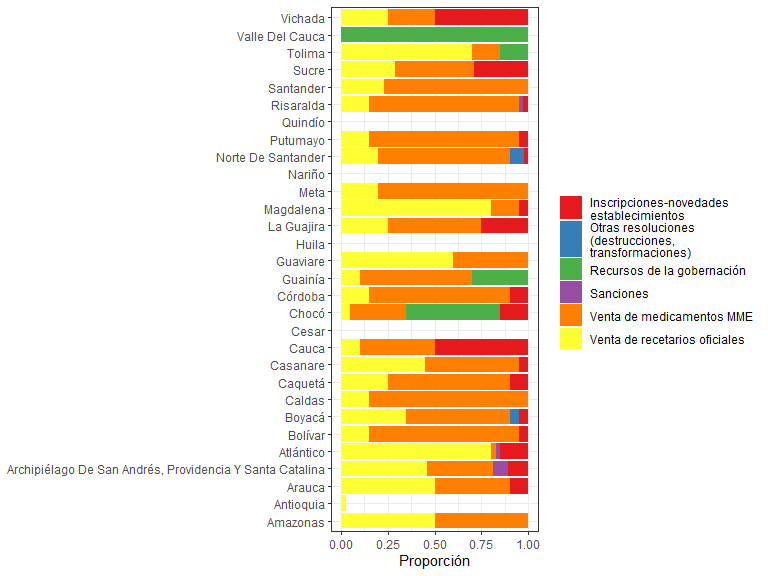 Vichada
Valle Del Cauca
Tolima
Sucre
Santander
Risaralda
Quindío
Putumayo
Norte De Santander
Nariño
Meta
Magdalena
La Guajira
Huila
Guaviare
Guainía
Córdoba
Chocó
Cesar
Cauca
Casanare
Caquetá
Caldas
Boyacá
Bolívar
Atlántico
Archipiélago De San Andrés, Providencia Y Santa Catalina
Arauca
Antioquia
Amazonas
0.00 0.25 0.50 0.75 1.00
Proporción
Inscripciones-novedades
establecimientos
Otras resoluciones
(destrucciones,
transformaciones)
Recursos de la gobernación
Sanciones
Venta de medicamentos MME
Venta de recetarios oficiales